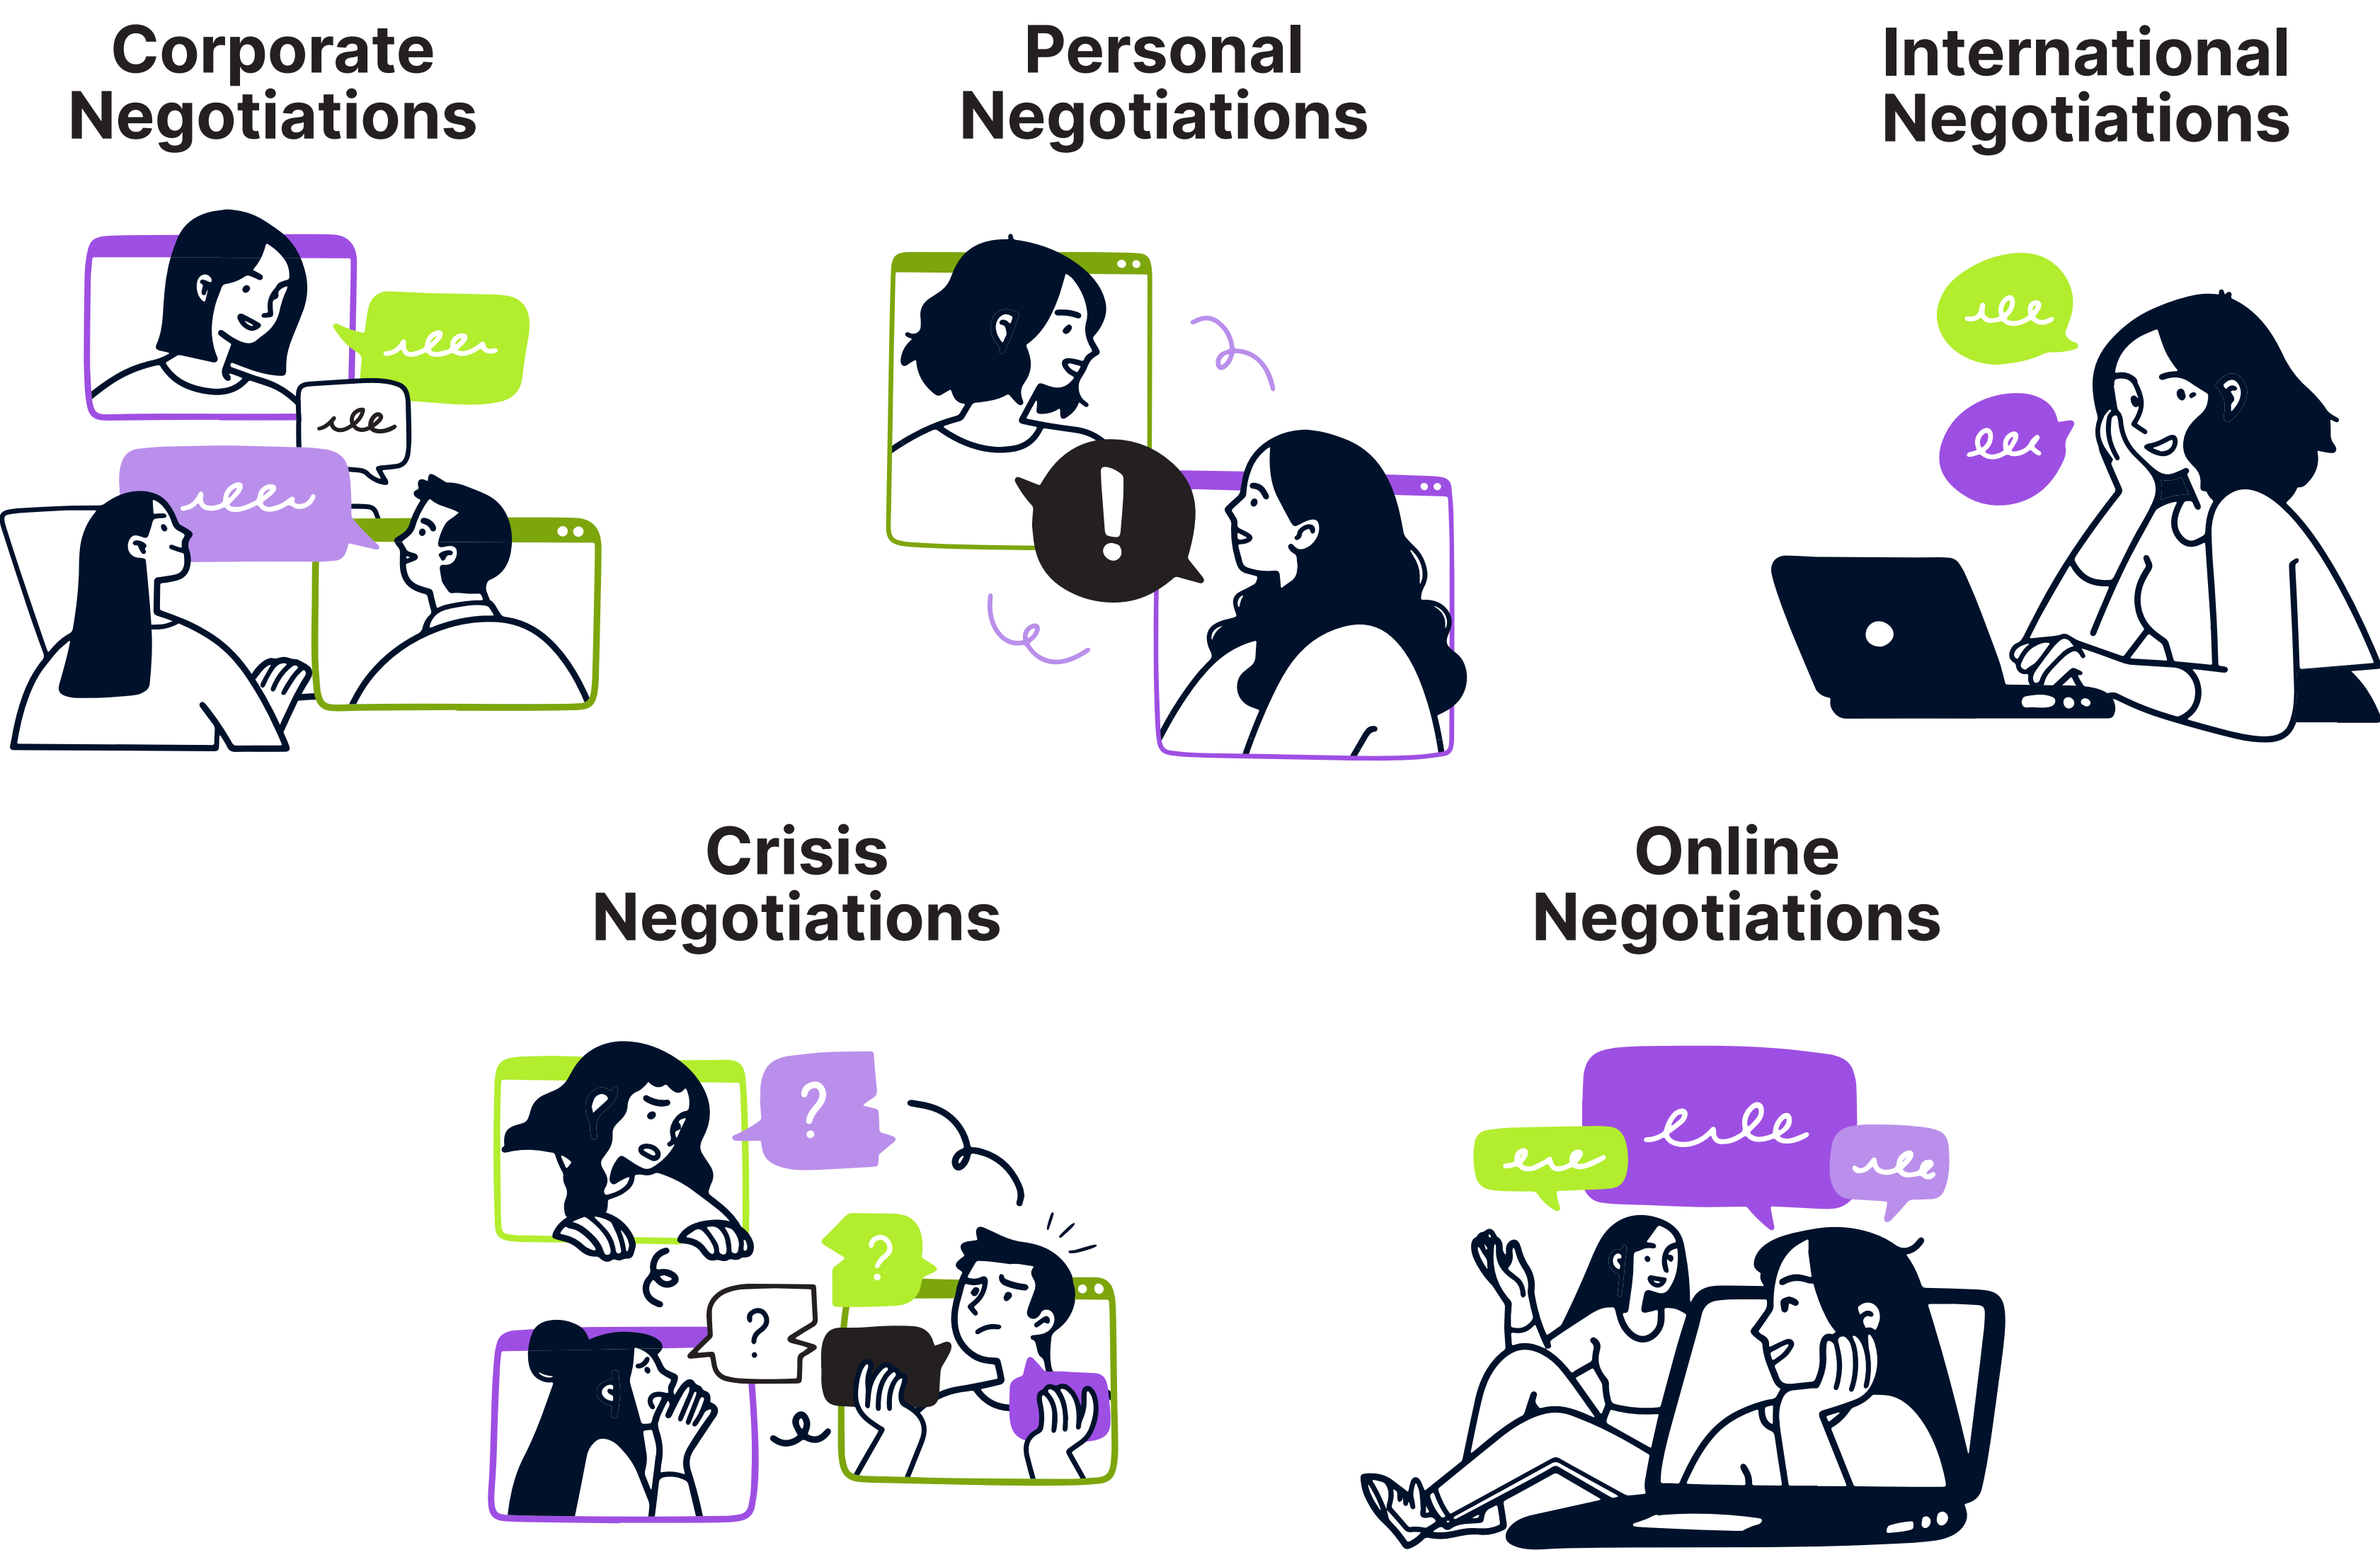 Corporate
Negotiations
Personal
Negotiations
International
Negotiations
!
Crisis
Negotiations
?
?
?
Online
Negotiations